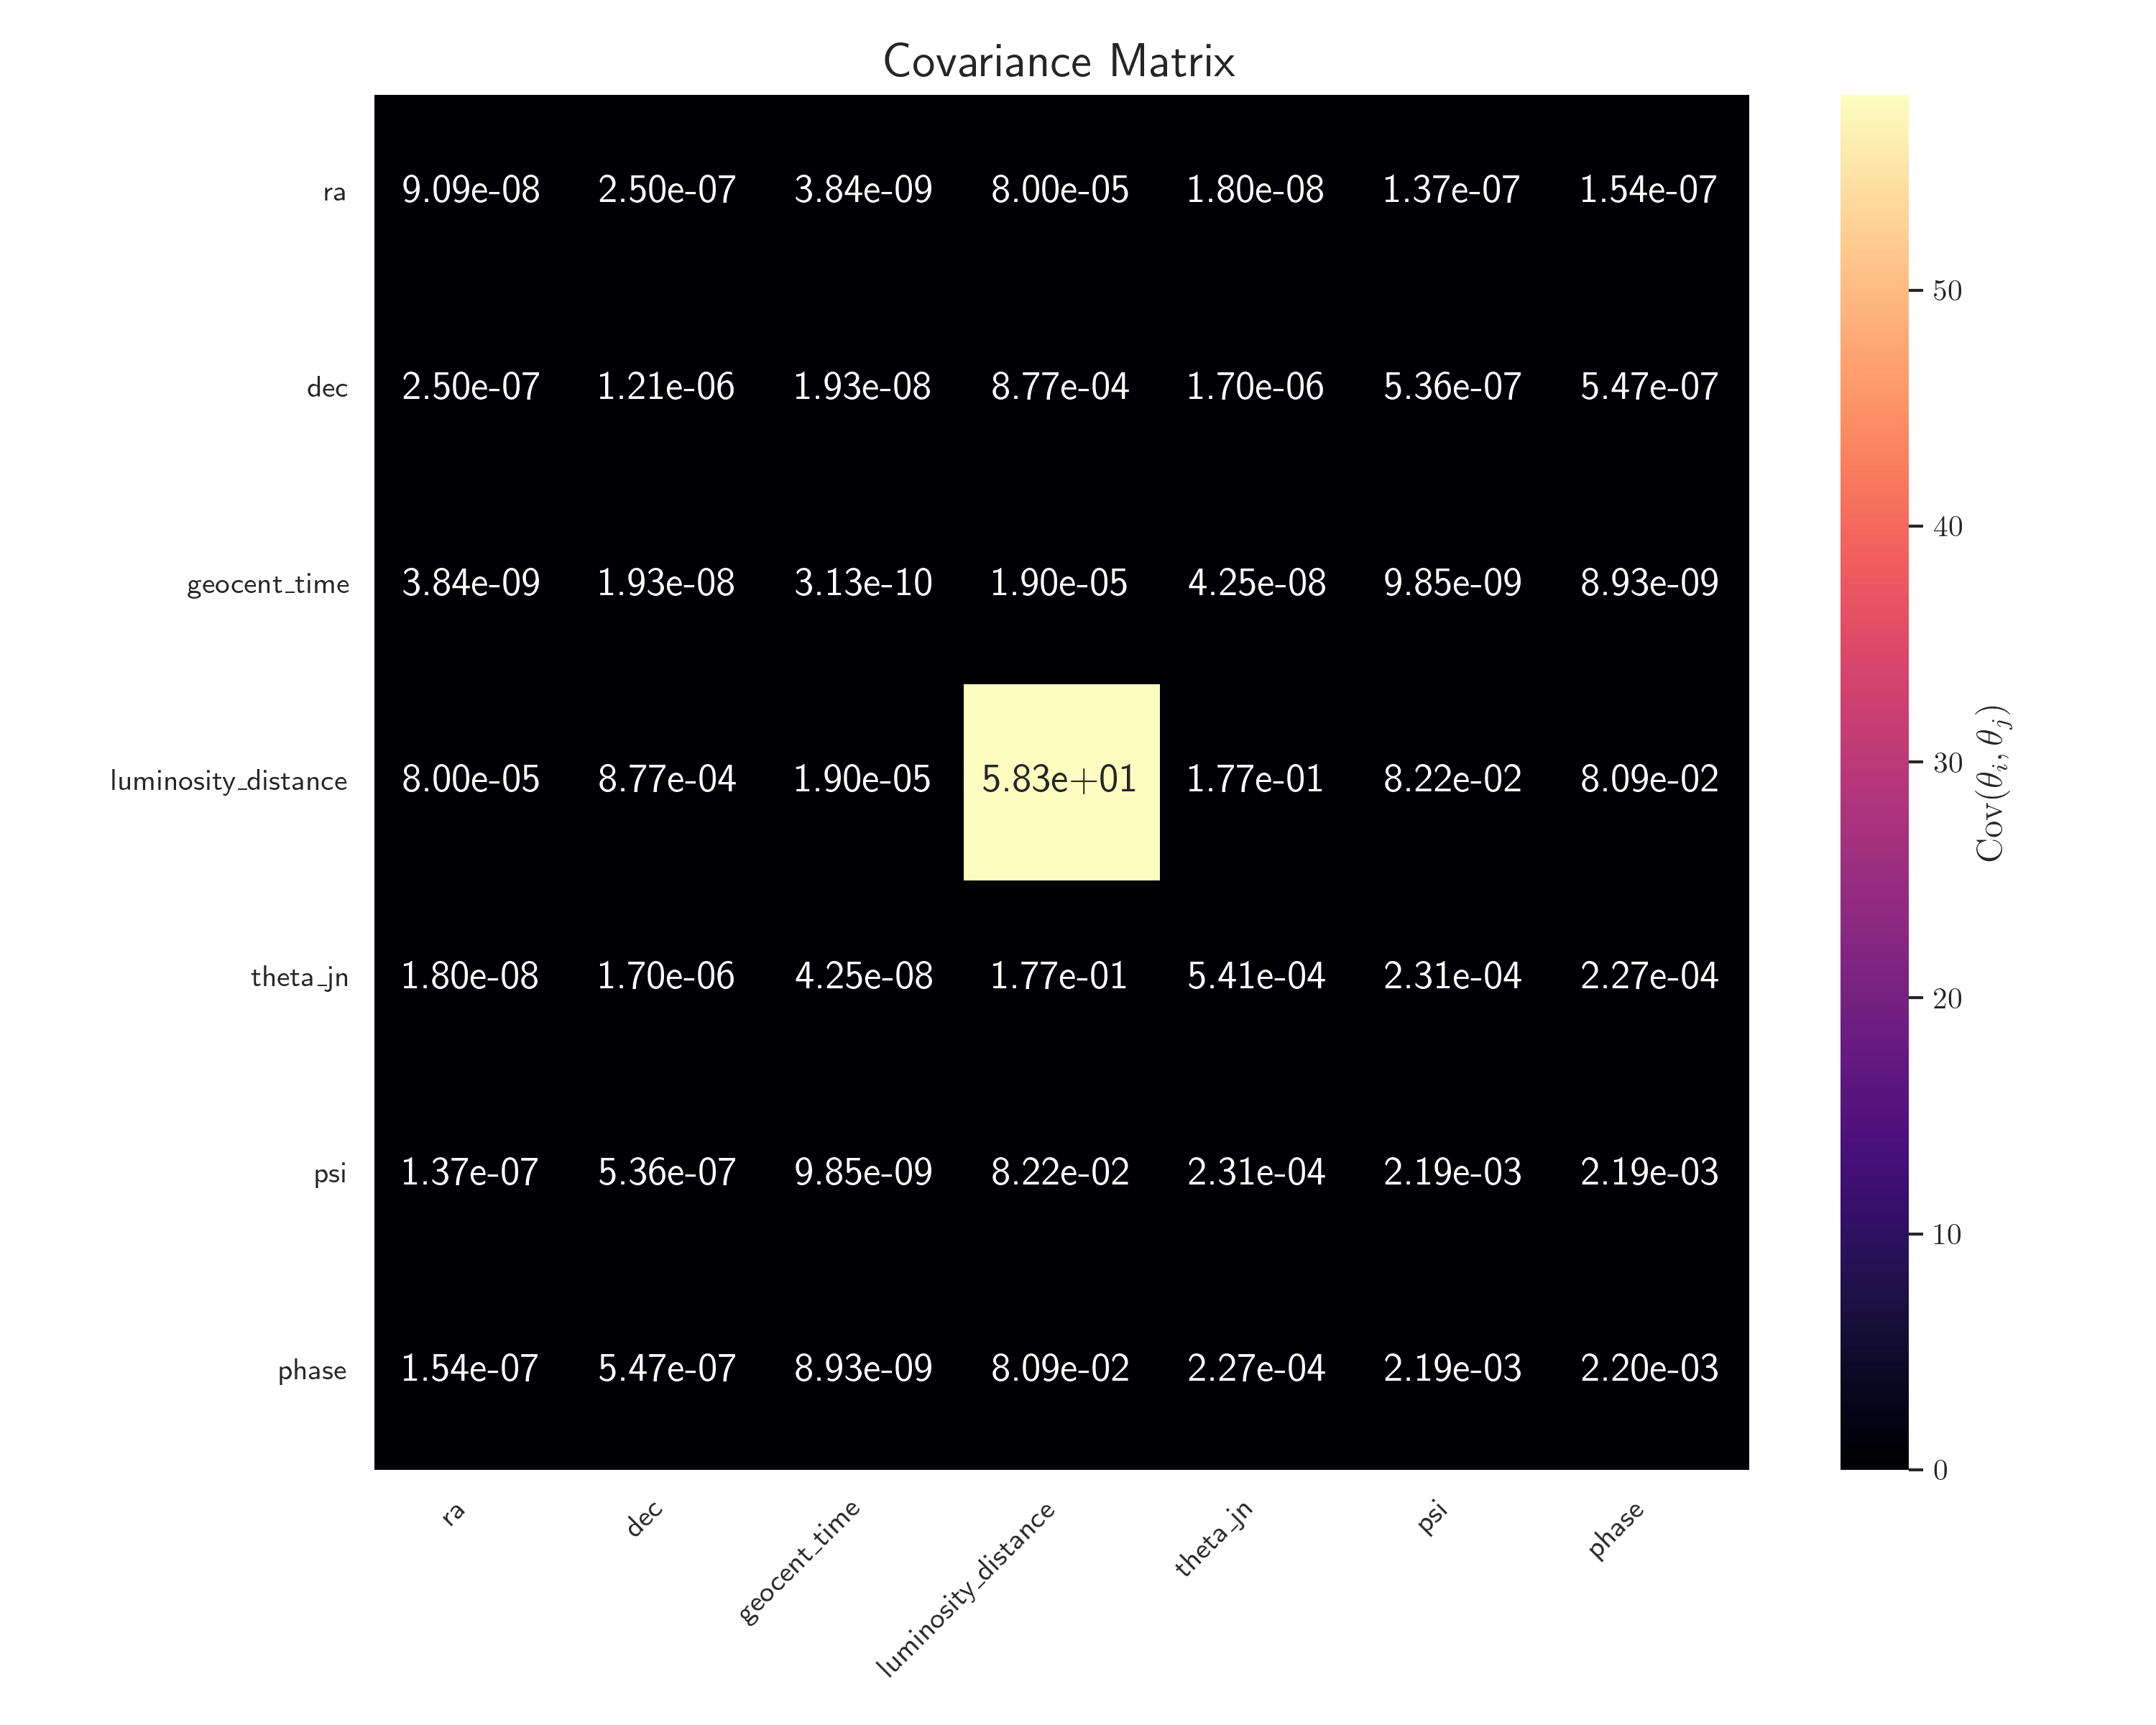 Covariance Matrix
ra 9.09e-08 2.50e-07 3.84e-09 8.00e-05 1.80e-08 1.37e-07 1.54e-07
dec 2.50e-07 1.21e-06 1.93e-08 8.77e-04 1.70e-06 5.36e-07 5.47e-07
geocent_time 3.84e-09 1.93e-08 3.13e-10 1.90e-05 4.25e-08 9.85e-09 8.93e-09
luminosity_distance 8.00e-05 8.77e-04 1.90e-05 5.83e+01 1.77e-01 8.22e-02 8.09e-02
theta_jn 1.80e-08 1.70e-06 4.25e-08 1.77e-01 5.41e-04 2.31e-04 2.27e-04
psi 1.37e-07 5.36e-07 9.85e-09 8.22e-02 2.31e-04 2.19e-03 2.19e-03
phase 1.54e-07 5.47e-07 8.93e-09 8.09e-02 2.27e-04 2.19e-03 2.20e-03
ra dec geocent_time luminosity_distance theta_jn psi phase
50
40
30
20
10
0
Cov(θ_i, θ_j)